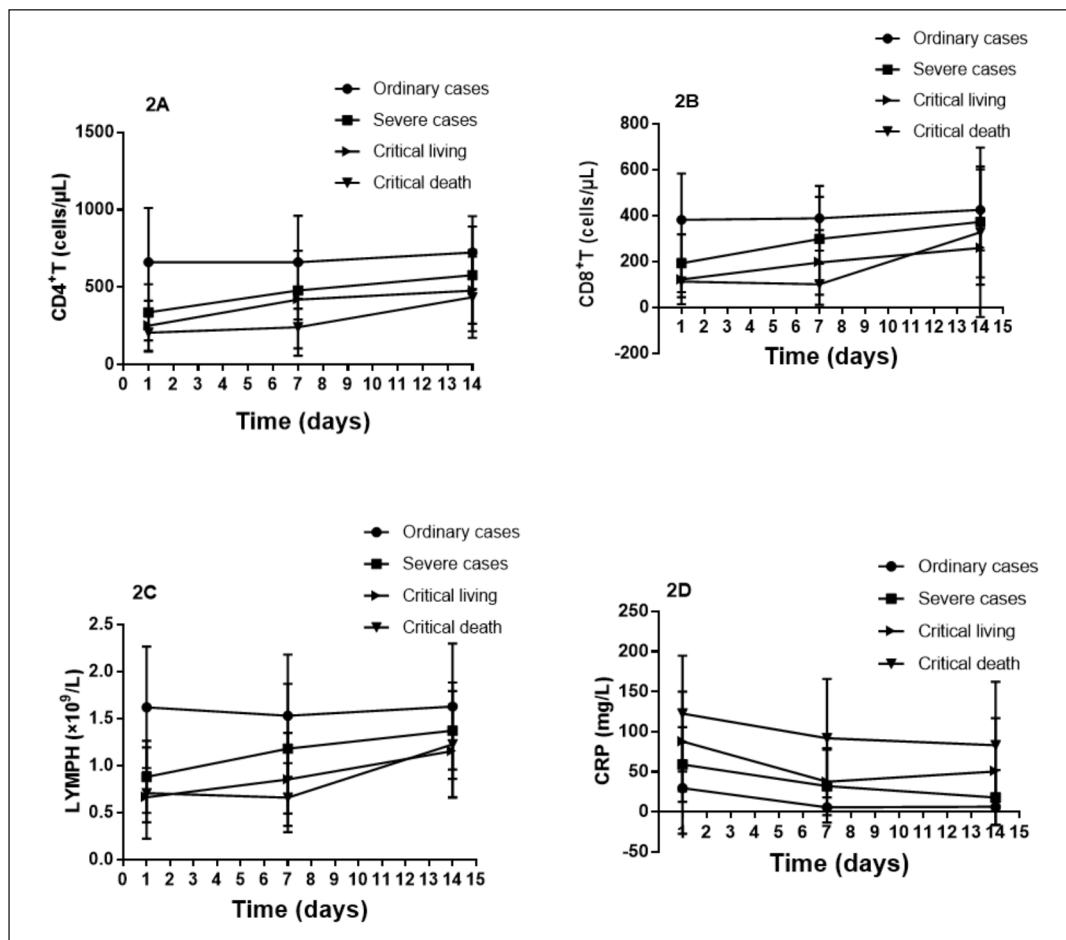 2A
Ordinary cases
Severe cases
Critical living
Critical death
CD4⁺T (cells/μL)
1500
1000
500
0
0 1 2 3 4 5 6 7 8 9 10 11 12 13 14
Time (days)
2B
Ordinary cases
Severe cases
Critical living
Critical death
CD8⁺T (cells/μL)
800
600
400
200
0
-200
1 2 3 4 5 6 7 8 9 10 11 12 13 14 15
Time (days)
2C
Ordinary cases
Severe cases
Critical living
Critical death
LYMPH (×10⁹/L)
2.5
2.0
1.5
1.0
0.5
0.0
0 1 2 3 4 5 6 7 8 9 10 11 12 13 14 15
Time (days)
2D
Ordinary cases
Severe cases
Critical living
Critical death
CRP (mg/L)
250
200
150
100
50
0
-50
1 2 3 4 5 6 7 8 9 10 11 12 13 14 15
Time (days)